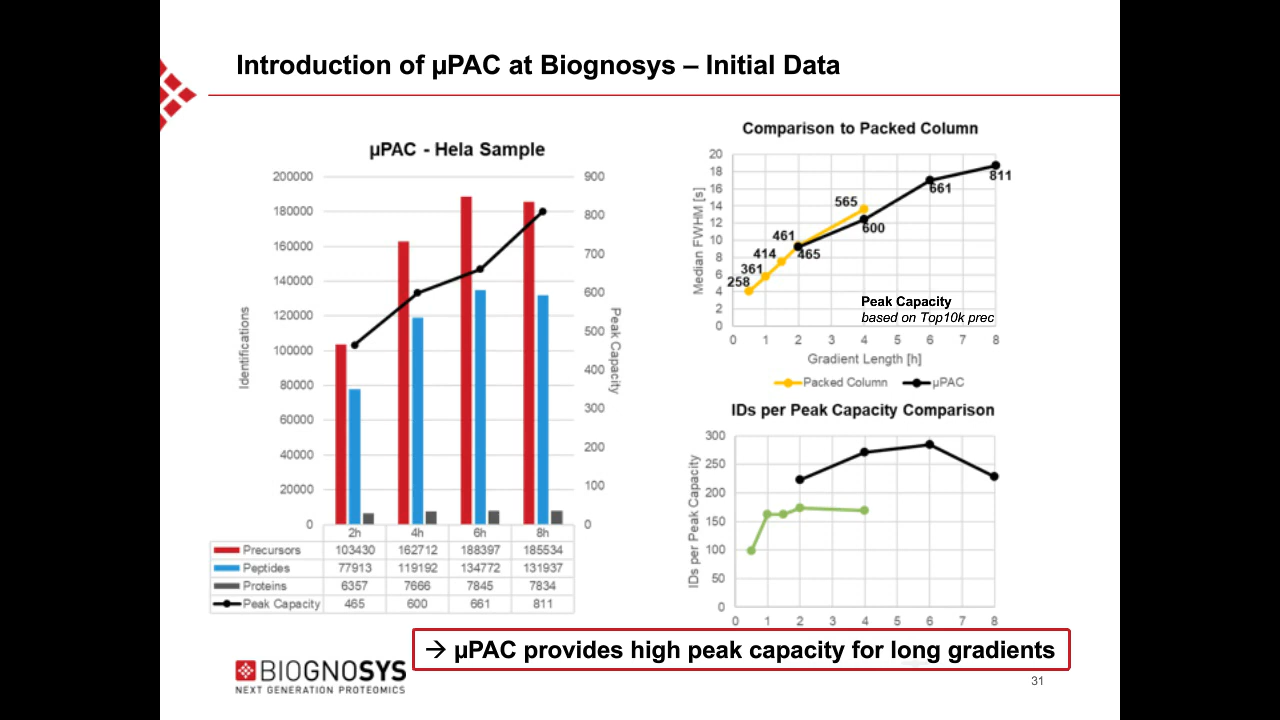 Introduction of µPAC at Biognosys – Initial Data
µPAC - Hela Sample
200000
180000
160000
140000
120000
100000
80000
60000
40000
20000
0
Identifications
900
800
700
600
500
400
300
200
100
0
Peak Capacity
2h 4h 6h 8h
Precursors 103430 162712 188397 185534
Peptides 77913 119192 134772 131937
Proteins 6357 7666 7845 7834
Peak Capacity 465 600 661 811
Comparison to Packed Column
20
18
16
14
12
10
8
6
4
2
0
Median FWHM [s]
258
361
414
461
465
565
600
661
811
Peak Capacity
based on Top10k prec
0 1 2 3 4 5 6 7 8
Gradient Length [h]
Packed Column µPAC
IDs per Peak Capacity Comparison
300
250
200
150
100
50
0
IDs per Peak Capacity
0 1 2 3 4 5 6 7 8
→ µPAC provides high peak capacity for long gradients
BIOGNOSYS
NEXT GENERATION PROTEOMICS
31